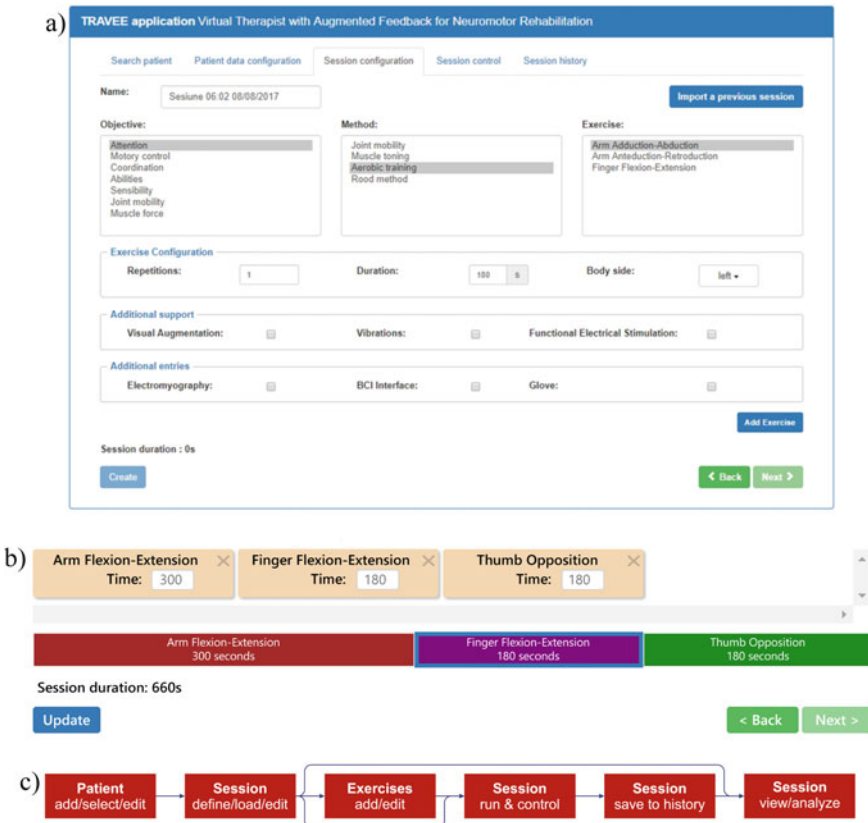 a)
TRAVEE application Virtual Therapist with Augmented Feedback for Neuromotor Rehabilitation
Search patient Patient data configuration Session configuration Session control Session history
Name: Sesiune 06:02 08/08/2017 Import a previous session
Objective: Method: Exercise:
Attention Joint mobility Arm Adduction-Abduction
Motory control Muscle toning Arm Anteduction-Retroduction
Coordination Aerobic training Finger Flexion-Extension
Abilities Rood method
Sensibility
Joint mobility
Muscle force
Exercise Configuration
Repetitions: 1 Duration: 100 s Body side: left
Additional support
Visual Augmentation: Vibrations: Functional Electrical Stimulation:
Additional entries
Electromyography: BCI Interface: Glove:
Add Exercise
Session duration : 0s
Create Back Next
b)
Arm Flexion-Extension Finger Flexion-Extension Thumb Opposition
Time: 300 Time: 180 Time: 180
Arm Flexion-Extension Finger Flexion-Extension Thumb Opposition
300 seconds 180 seconds 180 seconds
Session duration: 660s
Update < Back Next >
c)
Patient Session Exercises Session Session Session
add/select/edit define/load/edit add/edit run & control save to history view/analyze